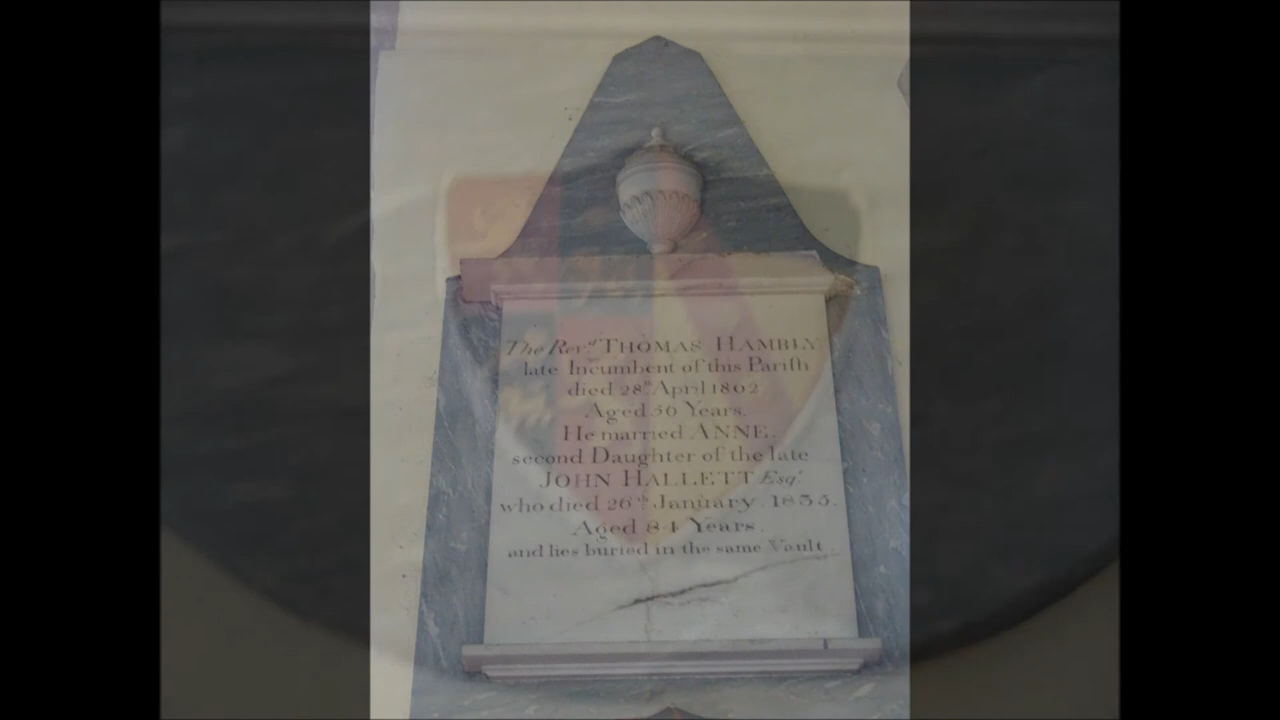 The Revd. THOMAS HAMBLY
late Incumbent of this Pariſh
died 28th. April 1802
Aged 56 Years.
He married ANNE.
second Daughter of the late
JOHN HALLETT Esqr.
who died 26th January. 1835.
Aged 84 Years.
and lies buried in the same Vault